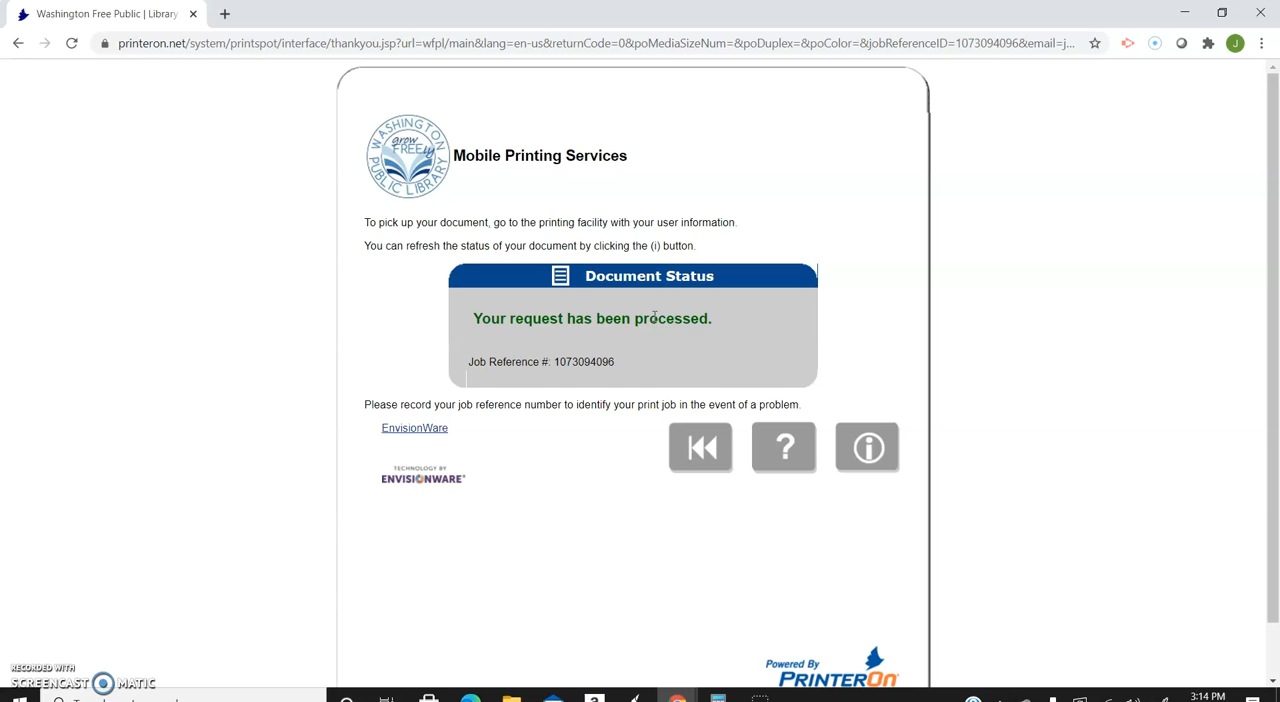 Washington Free Public | Library
printeron.net/system/printspot/interface/thankyou.jsp?url=wfpl/main&lang=en-us&returnCode=0&poMediaSizeNum=&poDuplex=&poColor=&jobReferenceID=1073094096&email=j...
J
WASHINGTON
grow
FREEly
PUBLIC LIBRARY
Mobile Printing Services
To pick up your document, go to the printing facility with your user information.
You can refresh the status of your document by clicking the (i) button.
Document Status
Your request has been processed.
Job Reference #: 1073094096
Please record your job reference number to identify your print job in the event of a problem.
EnvisionWare
?
TECHNOLOGY BY
ENVISIONWARE®
Powered By
PRINTERON
RECORDED WITH
SCREENCAST MATIC
3:14 PM